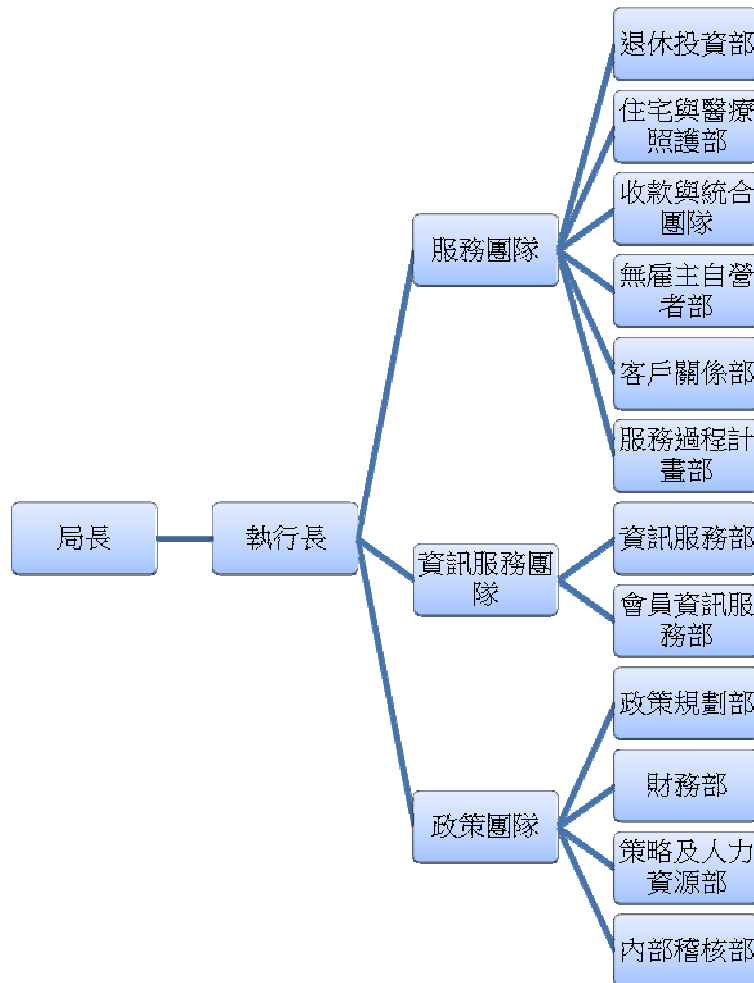 局長
執行長
服務團隊
退休投資部
住宅與醫療
照護部
收款與統合
團隊
無雇主自營
者部
客戶關係部
服務過程計
畫部
資訊服務團
隊
資訊服務部
會員資訊服
務部
政策團隊
政策規劃部
財務部
策略及人力
資源部
內部稽核部